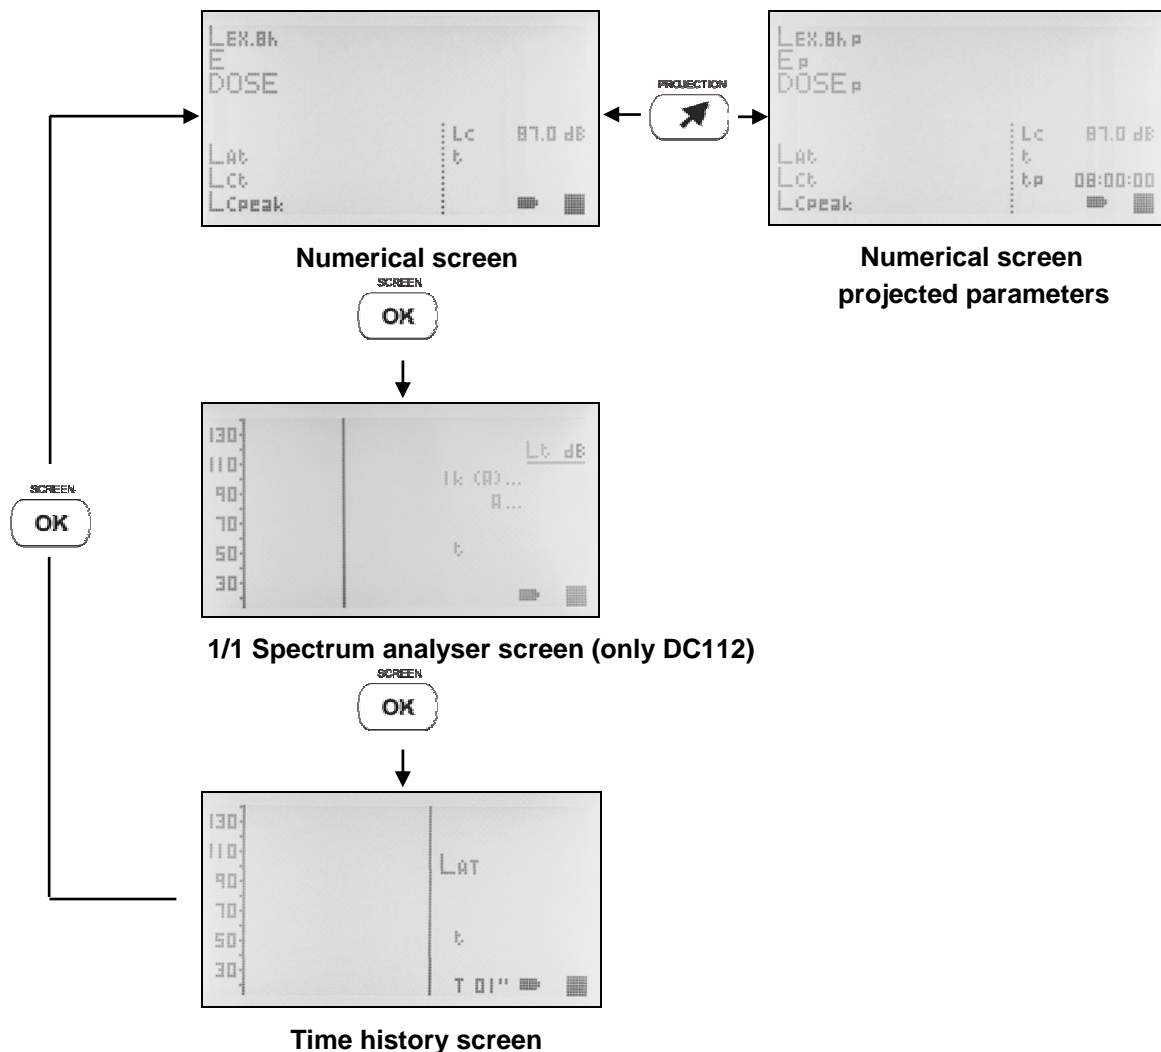 LEX.8h
E
DOSE
Lc 87.0 dB
LAt t
LCt
LCpeak
Numerical screen
PROJECTION
LEX.8h p
Ep
DOSEp
Lc 87.0 dB
LAt t
LCt t.p 08:00:00
LCpeak
Numerical screen
projected parameters
SCREEN
OK
130
Lt dB
110
1k (A)...
90
A...
70
50 t
30
1/1 Spectrum analyser screen (only DC112)
SCREEN
OK
SCREEN
OK
130
110
LAT
90
70
50 t
30
T 01"
Time history screen